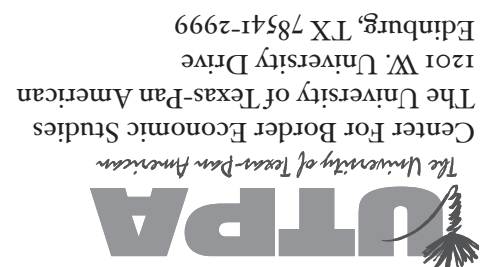 UTPA
The University of Texas-Pan American
Center For Border Economic Studies
The University of Texas-Pan American
1201 W. University Drive
Edinburg, TX 78541-2999